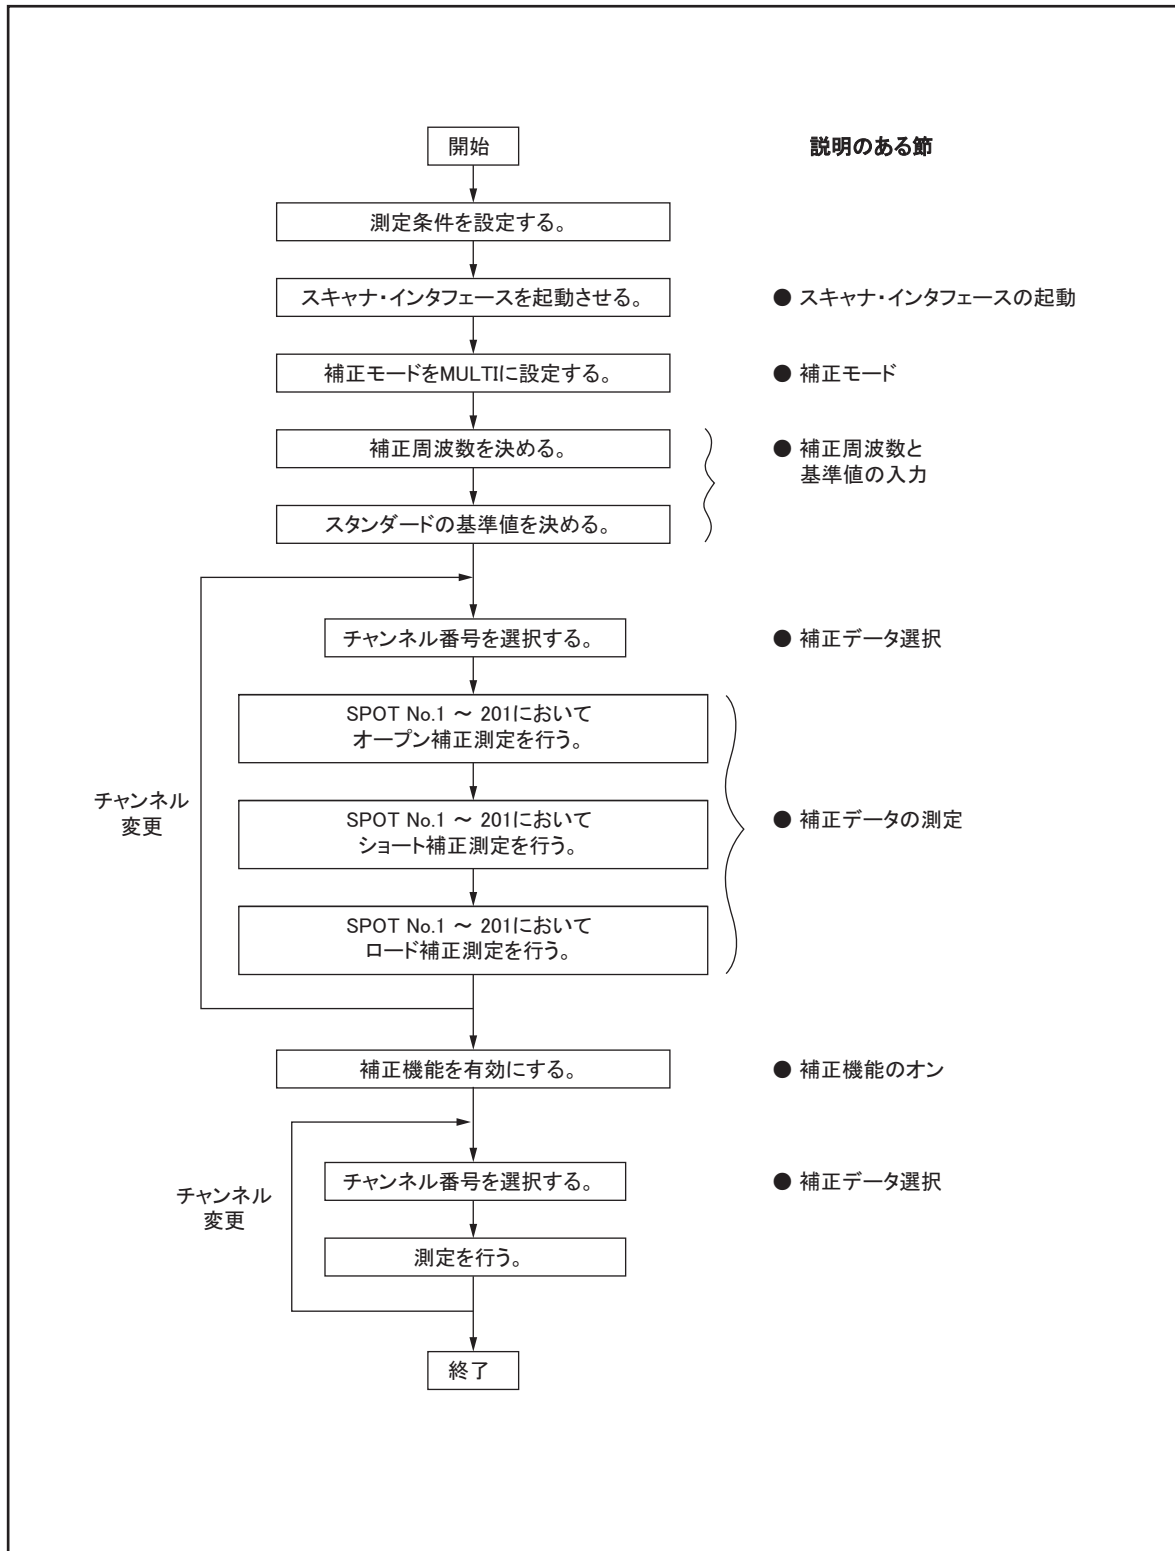 開始
説明のある節
測定条件を設定する。
スキャナ・インタフェースを起動させる。
● スキャナ・インタフェースの起動
補正モードをMULTIに設定する。
● 補正モード
補正周波数を決める。
● 補正周波数と
基準値の入力
スタンダードの基準値を決める。
チャンネル番号を選択する。
● 補正データ選択
SPOT No.1 ～ 201において
オープン補正測定を行う。
チャンネル
変更
SPOT No.1 ～ 201において
ショート補正測定を行う。
● 補正データの測定
SPOT No.1 ～ 201において
ロード補正測定を行う。
補正機能を有効にする。
● 補正機能のオン
チャンネル番号を選択する。
● 補正データ選択
チャンネル
変更
測定を行う。
終了